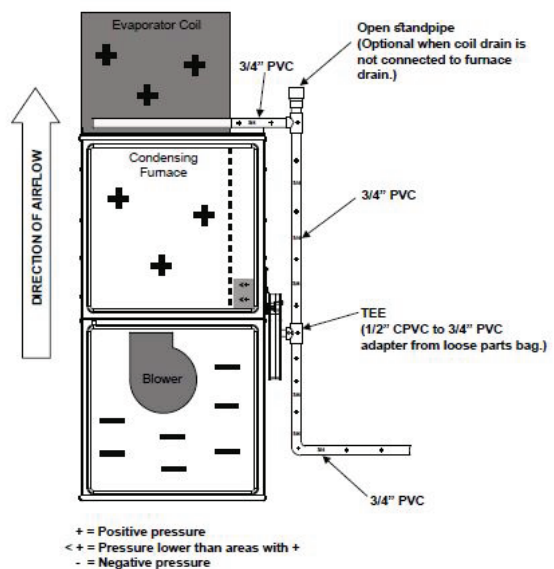 Evaporator Coil
Open standpipe
(Optional when coil drain is
not connected to furnace
drain.)
3/4" PVC
DIRECTION OF AIRFLOW
Condensing
Furnace
3/4" PVC
<+
<+
TEE
(1/2" CPVC to 3/4" PVC
adapter from loose parts bag.)
Blower
3/4" PVC
+ = Positive pressure
< + = Pressure lower than areas with +
- = Negative pressure